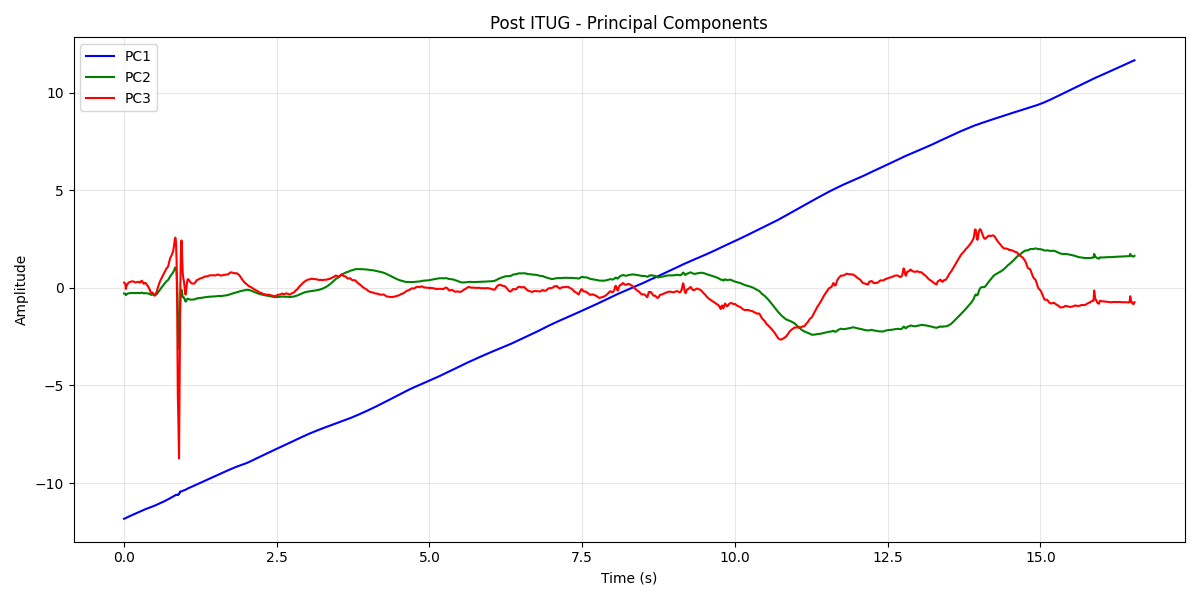 Post ITUG - Principal Components
PC1
PC2
PC3
Amplitude
10
5
0
−5
−10
0.0 2.5 5.0 7.5 10.0 12.5 15.0
Time (s)